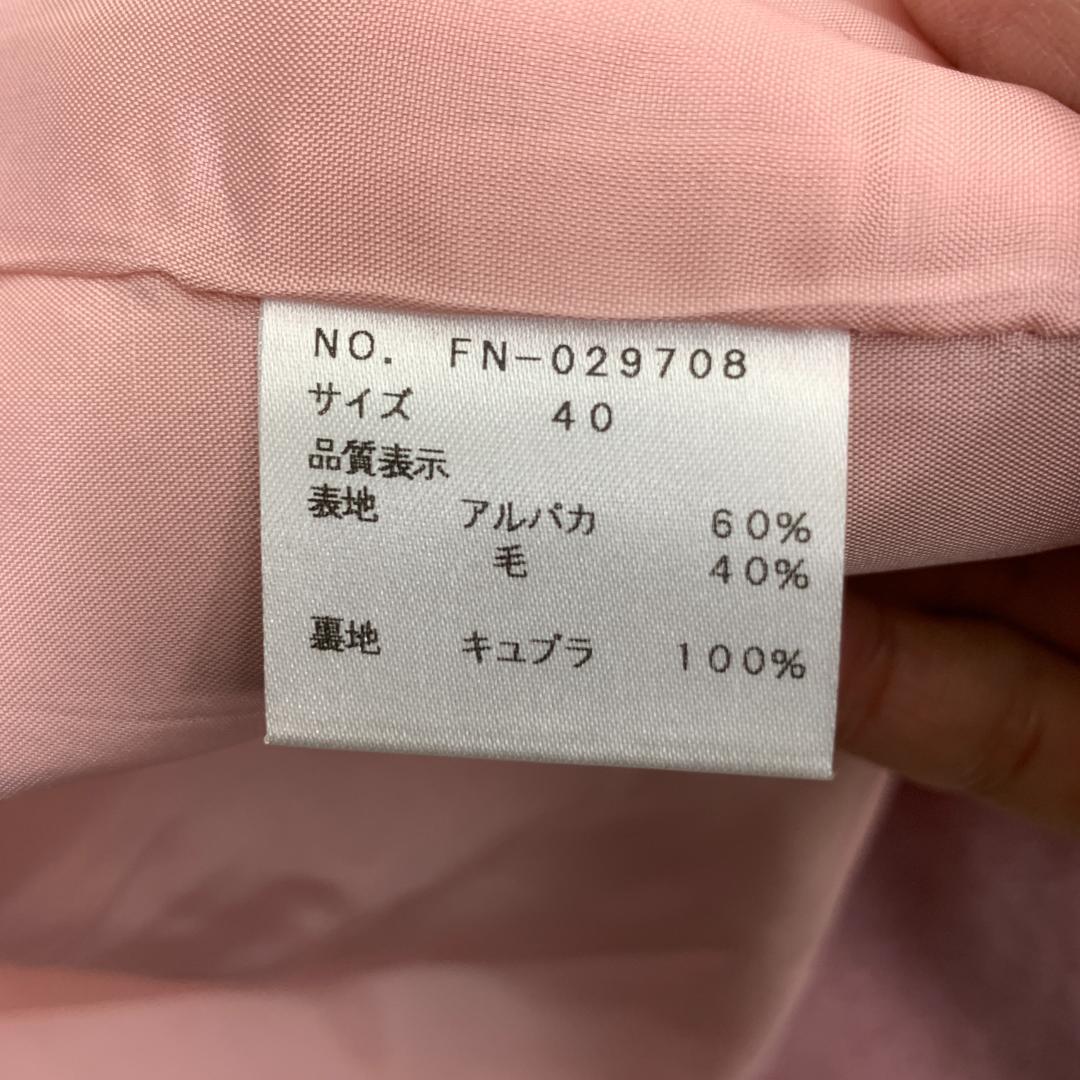 NO. FN-029708
サイズ 40
品質表示
表地 アルパカ 60%
毛 40%
裏地 キュプラ 100%